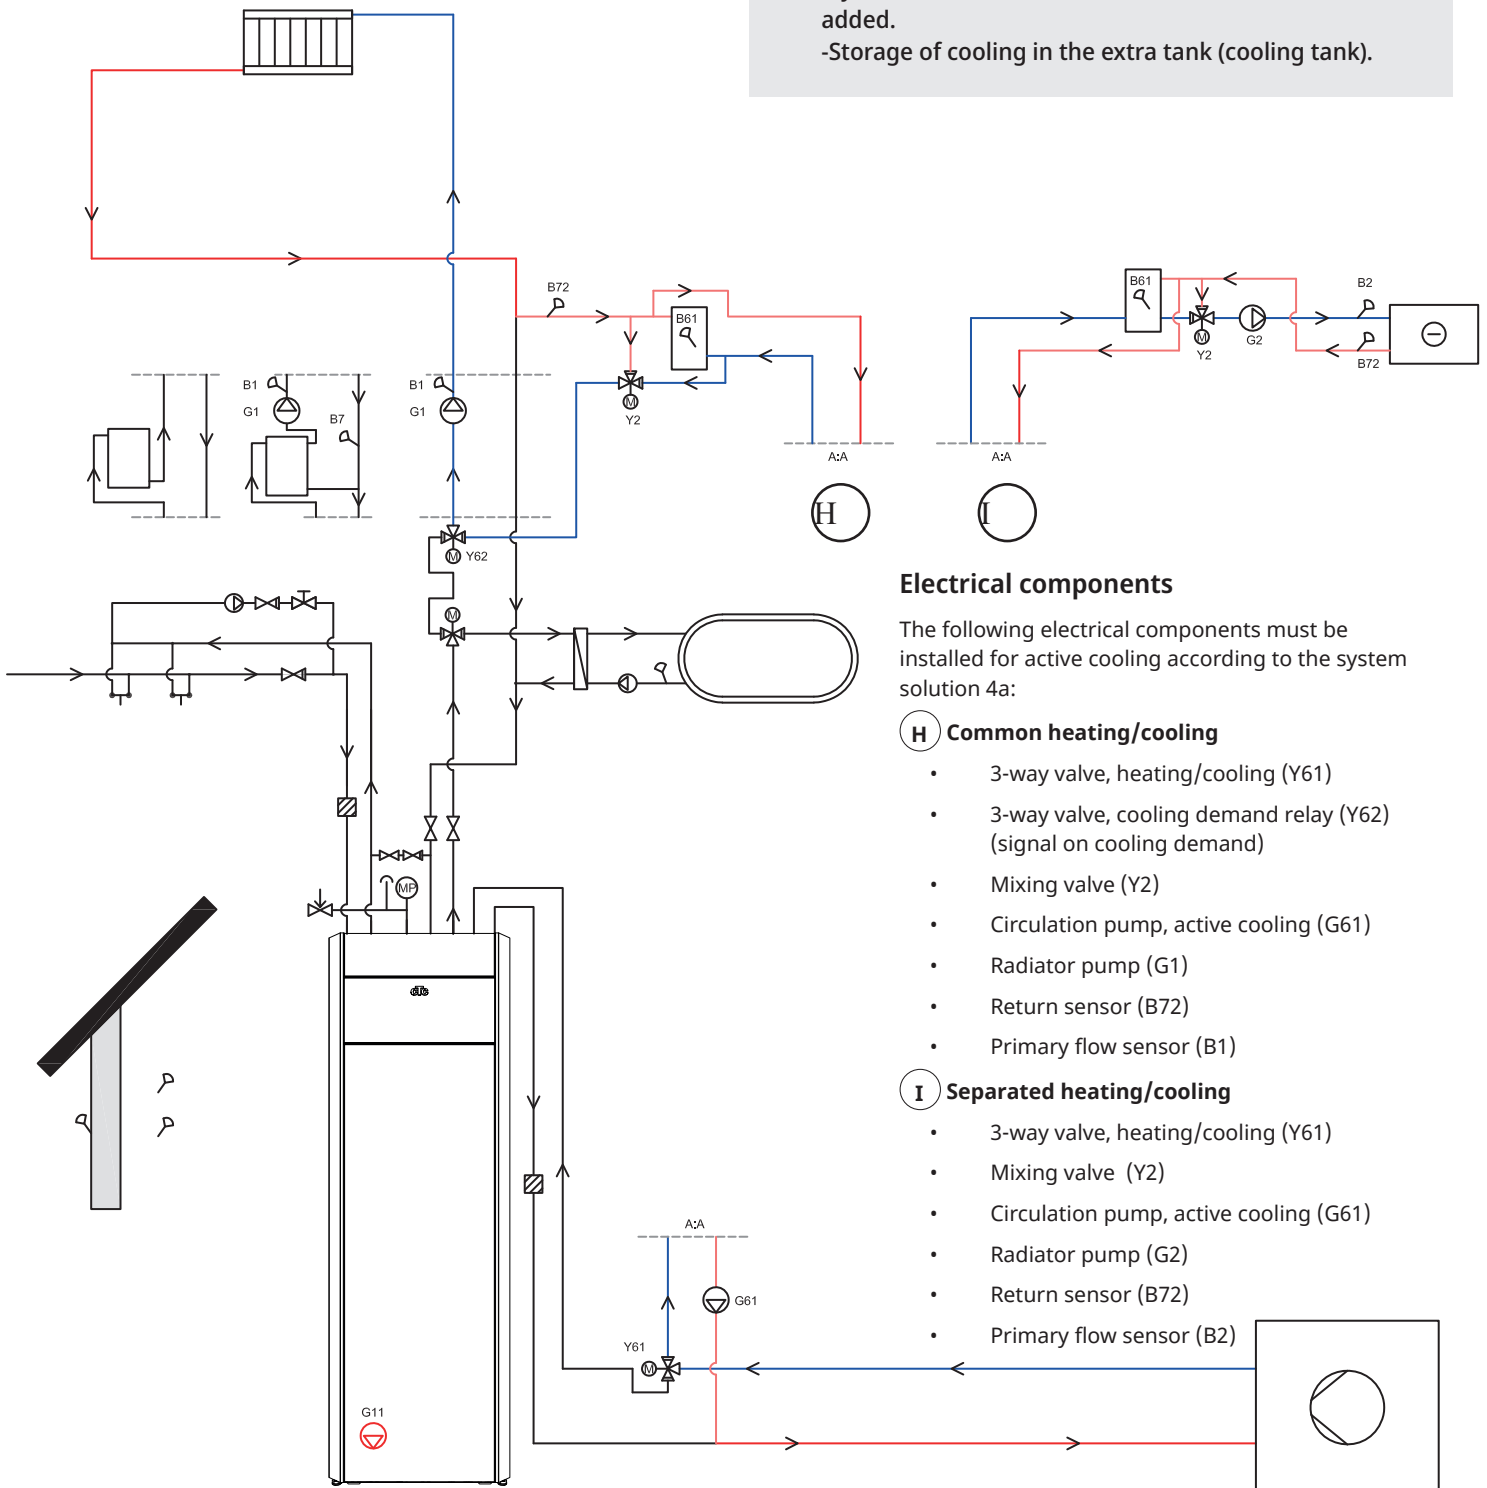 added.
-Storage of cooling in the extra tank (cooling tank).
B72
B61
Y2
A:A
H
B61
B2
Y2
G2
B72
A:A
I
B1
G1
B7
B1
G1
M
M
M
Y62
M
MP
CTC
G11
A:A
G61
Y61
M
Electrical components
The following electrical components must be
installed for active cooling according to the system
solution 4a:
H Common heating/cooling
• 3-way valve, heating/cooling (Y61)
• 3-way valve, cooling demand relay (Y62)
(signal on cooling demand)
• Mixing valve (Y2)
• Circulation pump, active cooling (G61)
• Radiator pump (G1)
• Return sensor (B72)
• Primary flow sensor (B1)
I Separated heating/cooling
• 3-way valve, heating/cooling (Y61)
• Mixing valve (Y2)
• Circulation pump, active cooling (G61)
• Radiator pump (G2)
• Return sensor (B72)
• Primary flow sensor (B2)